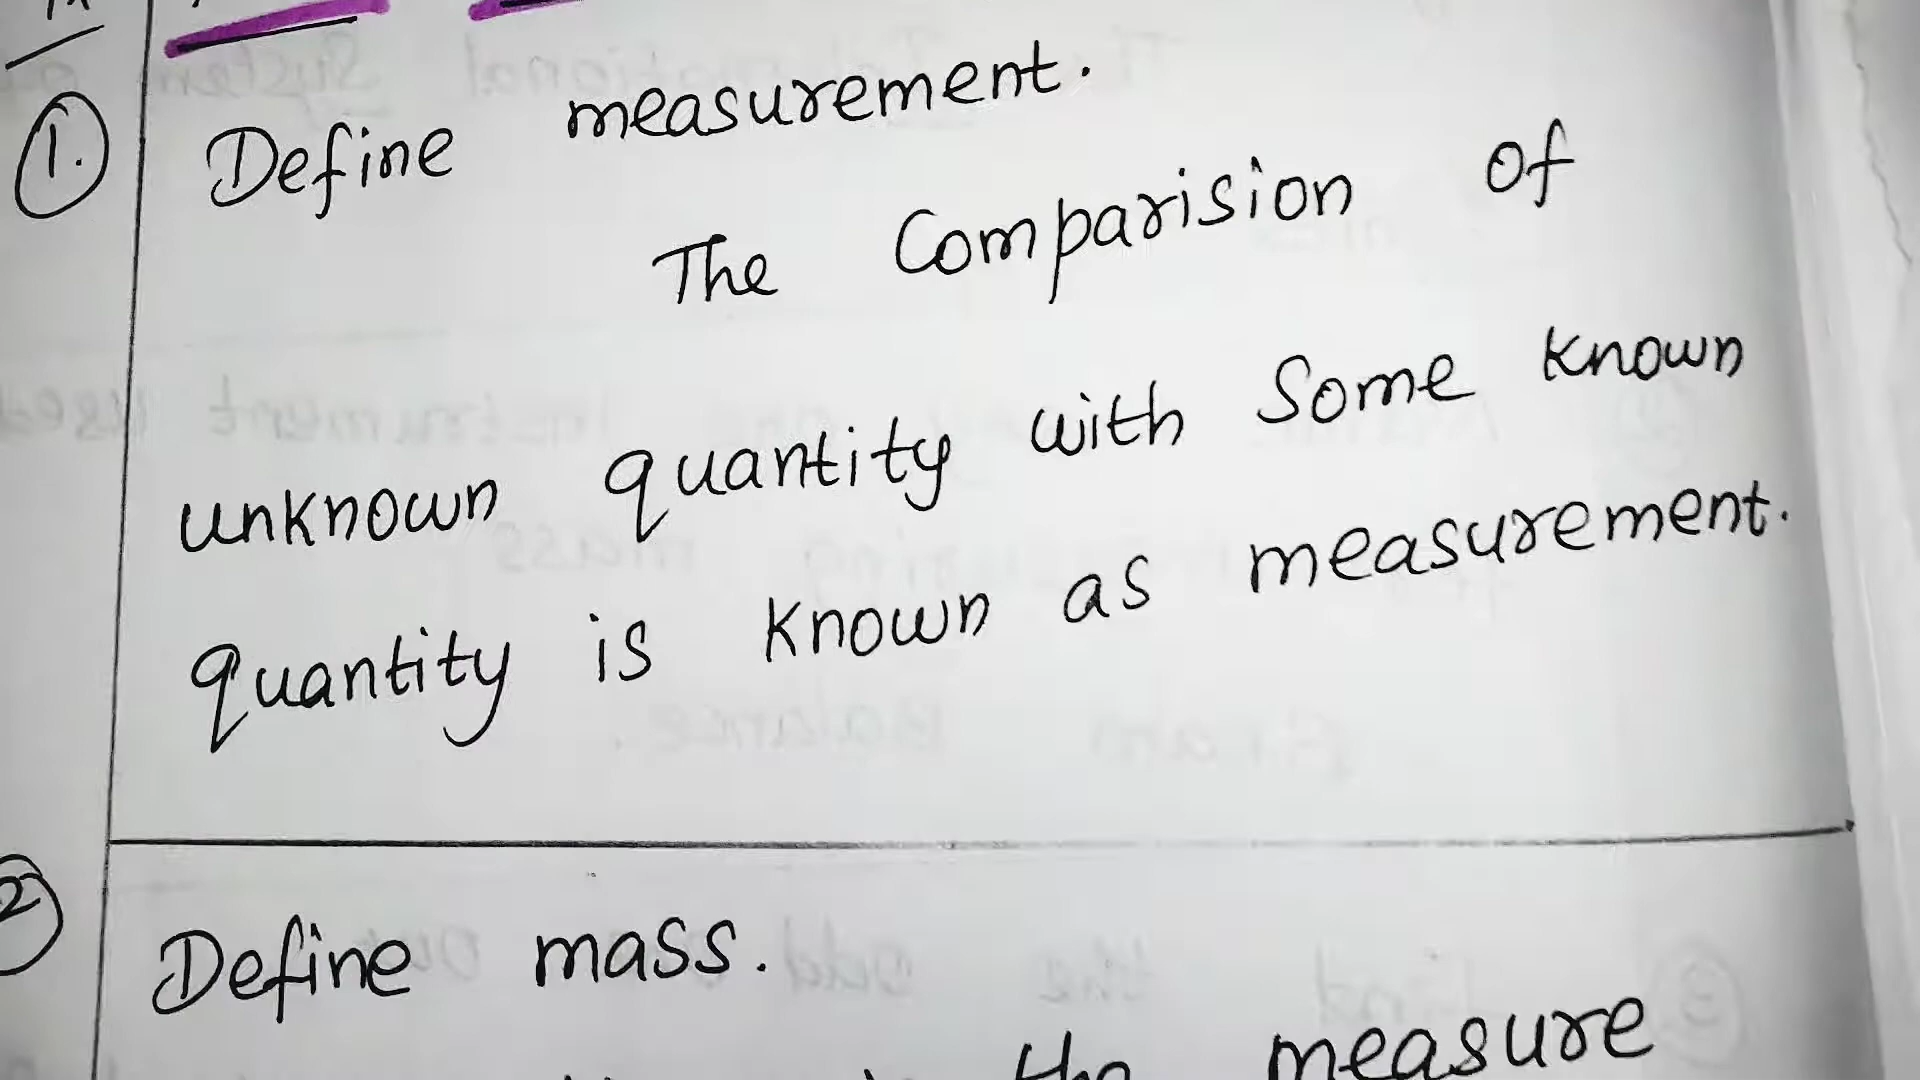 1. Define measurement.
The Comparision of
unknown quantity with Some known
quantity is known as measurement.
2 Define mass.
the measure